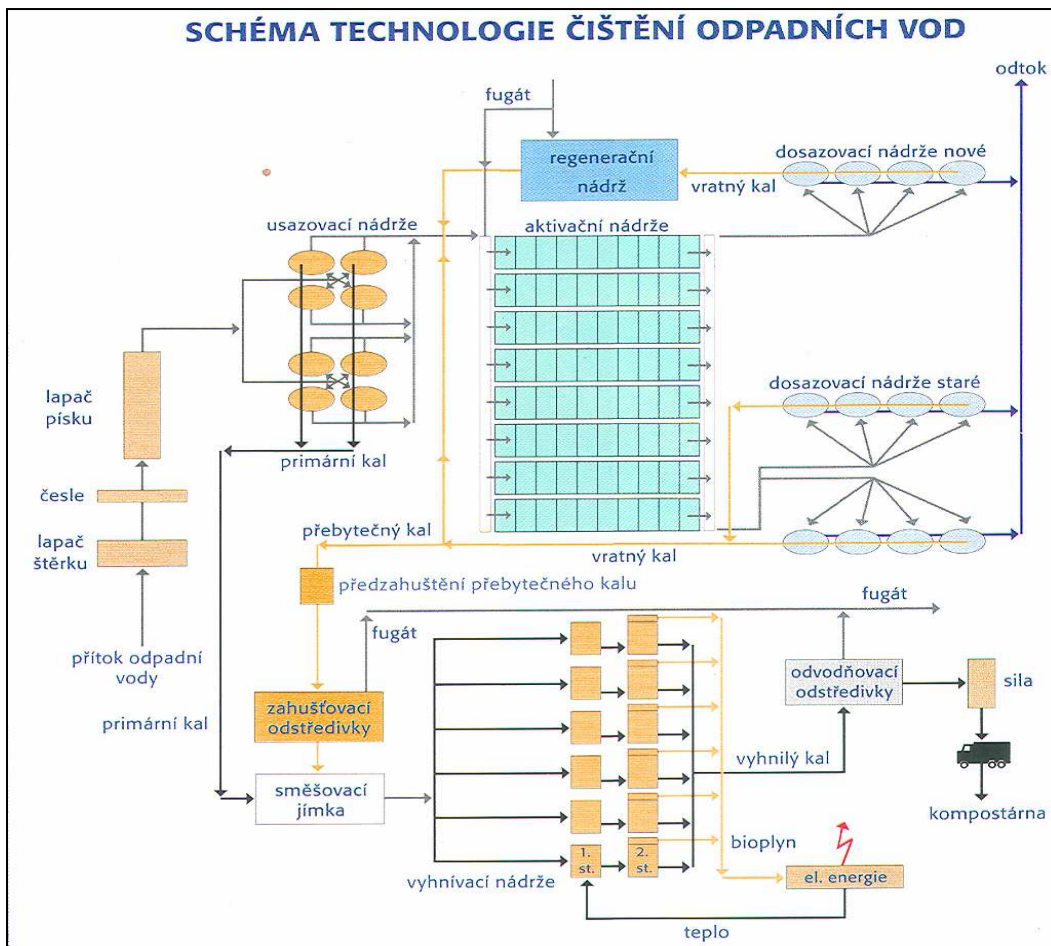 SCHÉMA TECHNOLOGIE ČIŠTĚNÍ ODPADNÍCH VOD
odtok
fugát
regenerační
nádrž
dosazovací nádrže nové
vratný kal
usazovací nádrže
aktivační nádrže
lapač
písku
dosazovací nádrže staré
primární kal
česle
přebytečný kal
vratný kal
lapač
štěrku
předzahuštění přebytečného kalu
fugát
fugát
přítok odpadní
vody
odvodňovací
odstředivky
sila
zahušťovací
odstředivky
primární kal
vyhnilý kal
směšovací
jímka
kompostárna
bioplyn
1.
st.
2.
st.
vyhnívací nádrže
el. energie
teplo